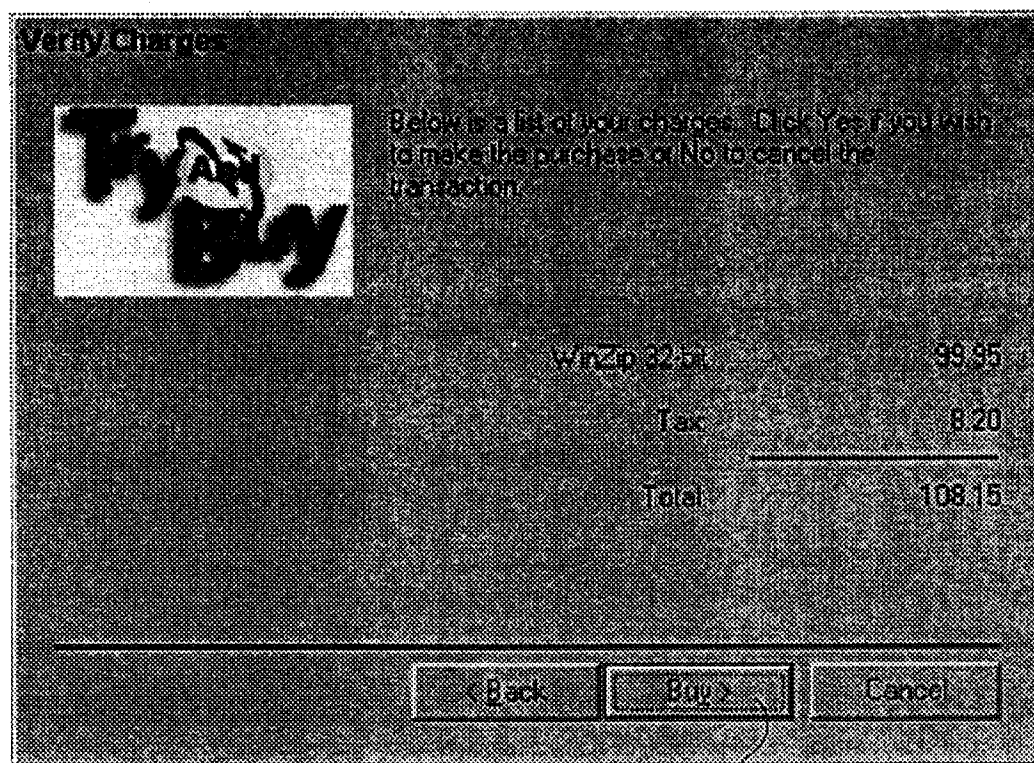 Verify Charges
Try
And
Buy
Below is a list of your charges. Click Yes if you wish
to make the purchase or No to cancel the
transaction.
WinZip 32-bit 99.95
Tax 8.20
Total 108.15
< Back Buy > Cancel